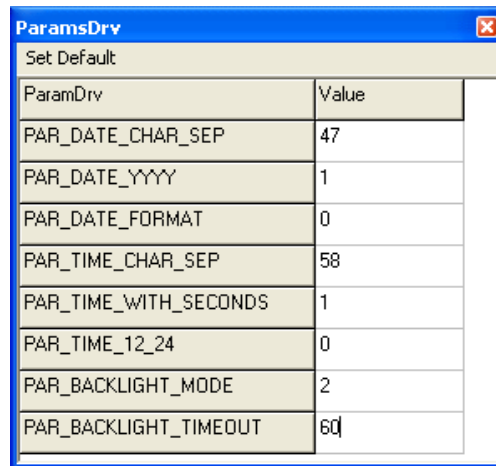 ParamsDrv
Set Default
ParamDrv Value
PAR_DATE_CHAR_SEP 47
PAR_DATE_YYYY 1
PAR_DATE_FORMAT 0
PAR_TIME_CHAR_SEP 58
PAR_TIME_WITH_SECONDS 1
PAR_TIME_12_24 0
PAR_BACKLIGHT_MODE 2
PAR_BACKLIGHT_TIMEOUT 60